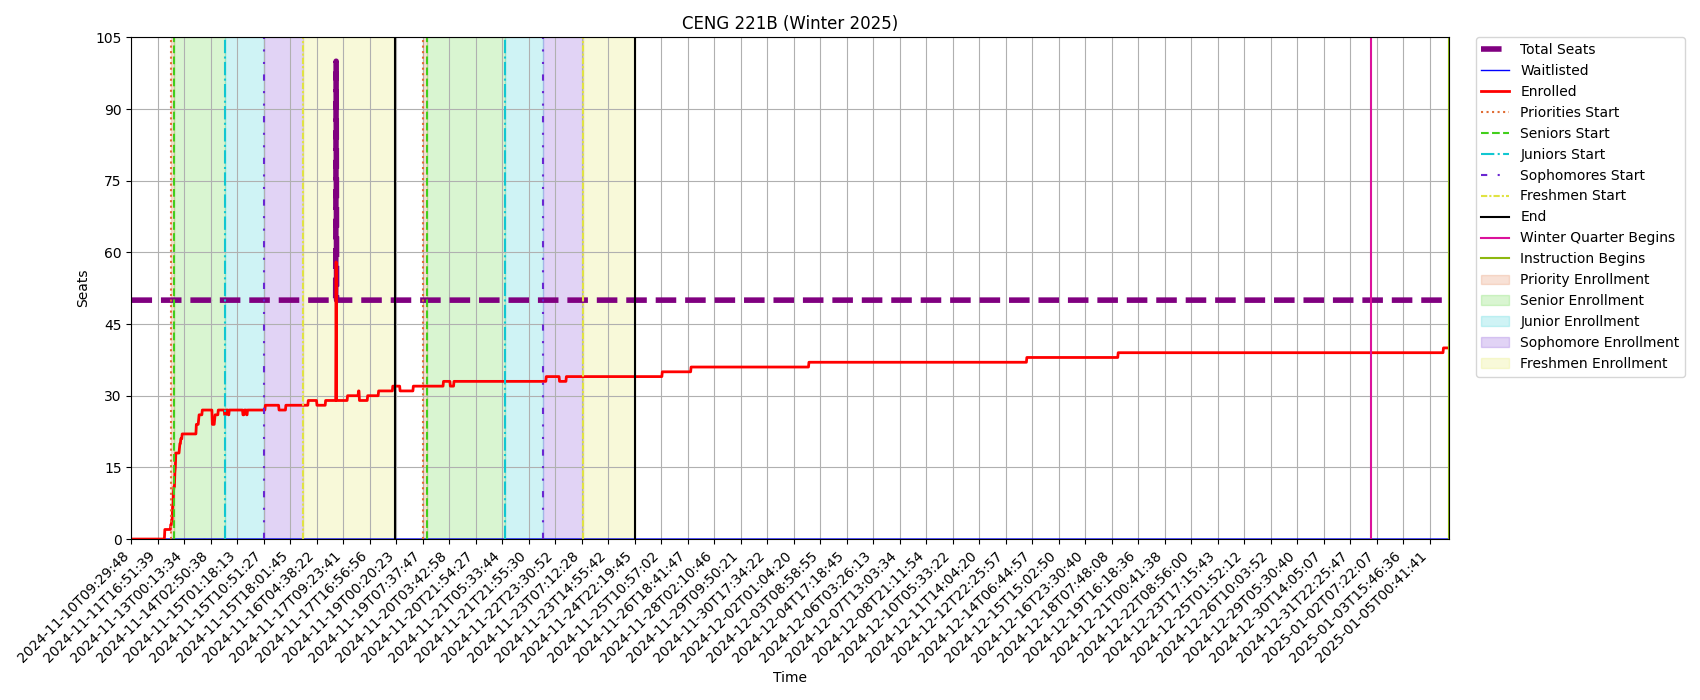 CENG 221B (Winter 2025)
105
90
75
60
45
30
15
0
Seats
Total Seats
Waitlisted
Enrolled
Priorities Start
Seniors Start
Juniors Start
Sophomores Start
Freshmen Start
End
Winter Quarter Begins
Instruction Begins
Priority Enrollment
Senior Enrollment
Junior Enrollment
Sophomore Enrollment
Freshmen Enrollment
2024-11-10T09:29:48
2024-11-11T16:51:39
2024-11-13T00:13:34
2024-11-14T02:50:38
2024-11-15T01:18:13
2024-11-15T10:51:27
2024-11-15T18:01:45
2024-11-16T04:38:22
2024-11-17T09:23:41
2024-11-17T16:56:56
2024-11-19T00:20:23
2024-11-19T07:37:47
2024-11-20T03:42:58
2024-11-20T21:54:27
2024-11-21T05:33:44
2024-11-21T21:55:30
2024-11-22T23:30:52
2024-11-23T07:12:28
2024-11-23T14:55:42
2024-11-24T22:19:45
2024-11-25T10:57:02
2024-11-26T18:41:47
2024-11-28T02:10:46
2024-11-29T09:50:21
2024-11-30T17:34:22
2024-12-02T01:04:20
2024-12-03T08:58:55
2024-12-04T17:18:45
2024-12-06T03:26:13
2024-12-07T13:03:34
2024-12-08T21:11:54
2024-12-10T05:33:22
2024-12-11T14:04:20
2024-12-12T22:25:57
2024-12-14T06:44:57
2024-12-15T15:02:50
2024-12-16T23:30:40
2024-12-18T07:48:08
2024-12-19T16:18:36
2024-12-21T00:41:38
2024-12-22T08:56:00
2024-12-23T17:15:43
2024-12-25T01:52:12
2024-12-26T10:03:52
2024-12-29T05:30:40
2024-12-30T14:05:07
2024-12-31T22:25:47
2025-01-02T07:22:07
2025-01-03T15:46:36
2025-01-05T00:41:41
Time